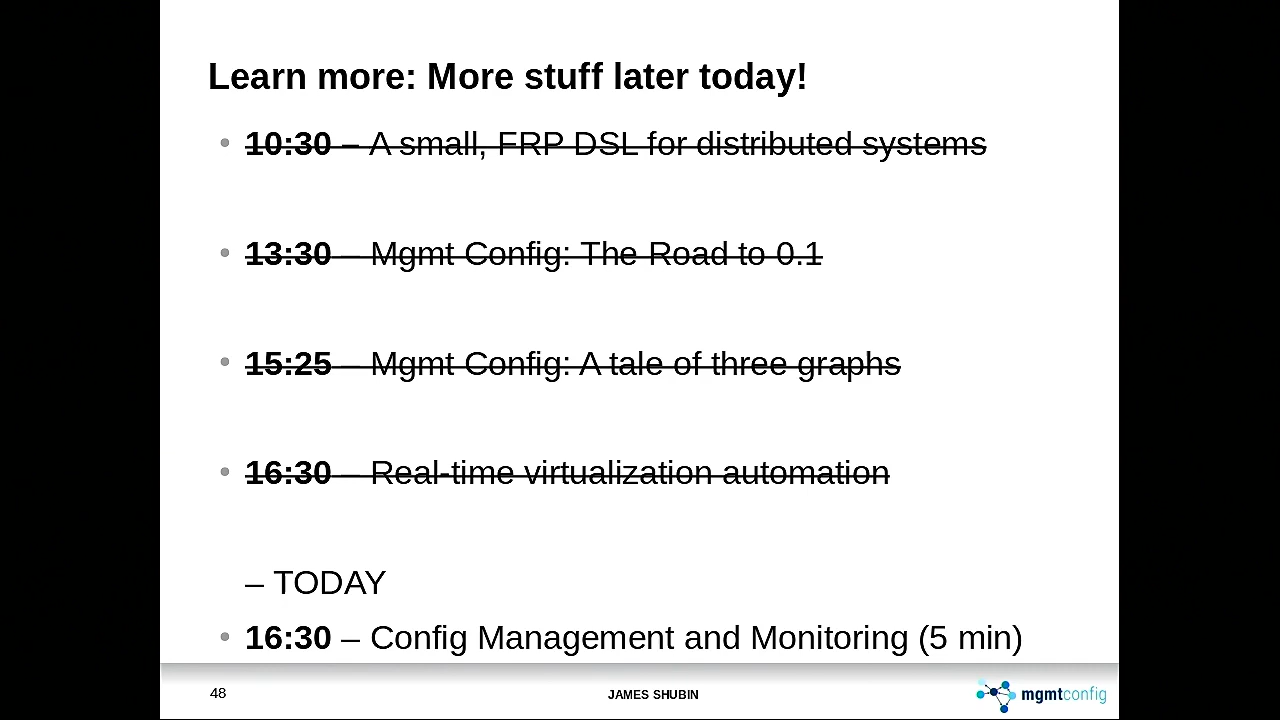 Learn more: More stuff later today!
• 10:30 – A small, FRP DSL for distributed systems
• 13:30 – Mgmt Config: The Road to 0.1
• 15:25 – Mgmt Config: A tale of three graphs
• 16:30 – Real-time virtualization automation
– TODAY
• 16:30 – Config Management and Monitoring (5 min)
48
JAMES SHUBIN
mgmtconfig